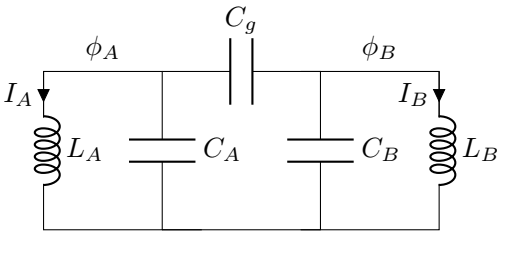 C_g
ϕ_A ϕ_B
I_A I_B
L_A C_A C_B L_B